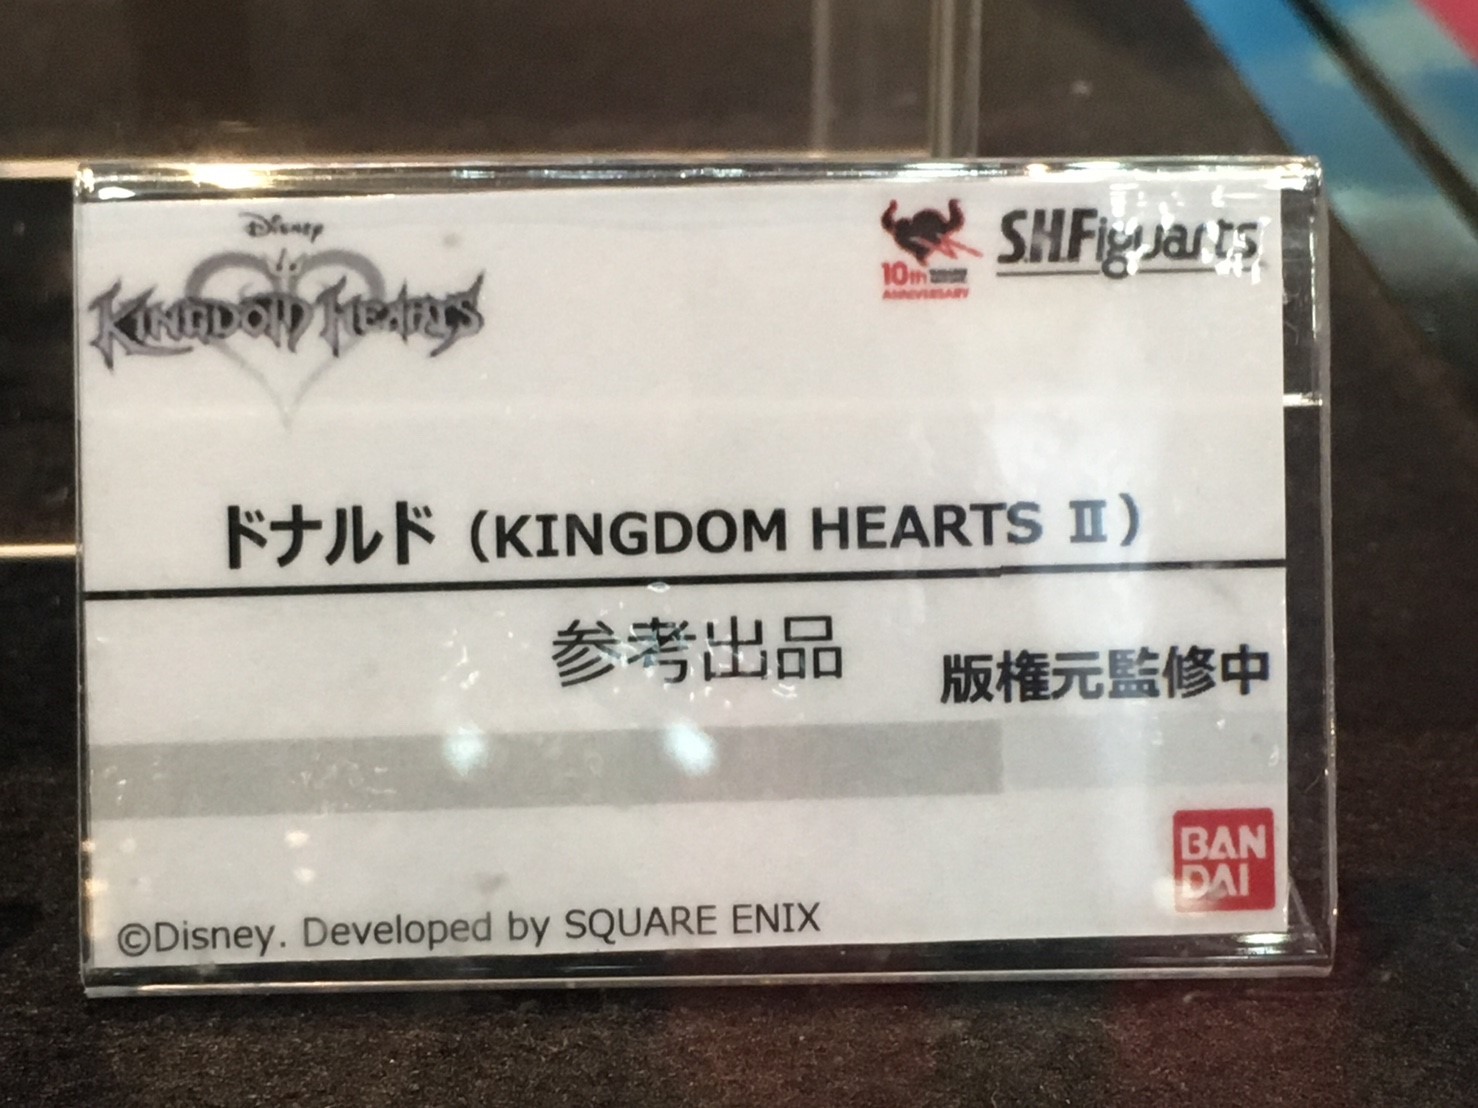 Disney
KINGDOM HEARTS
10th
ANNIVERSARY
S.H.Figuarts
ドナルド（KINGDOM HEARTS Ⅱ）
参考出品
版権元監修中
BAN
DAI
©Disney. Developed by SQUARE ENIX